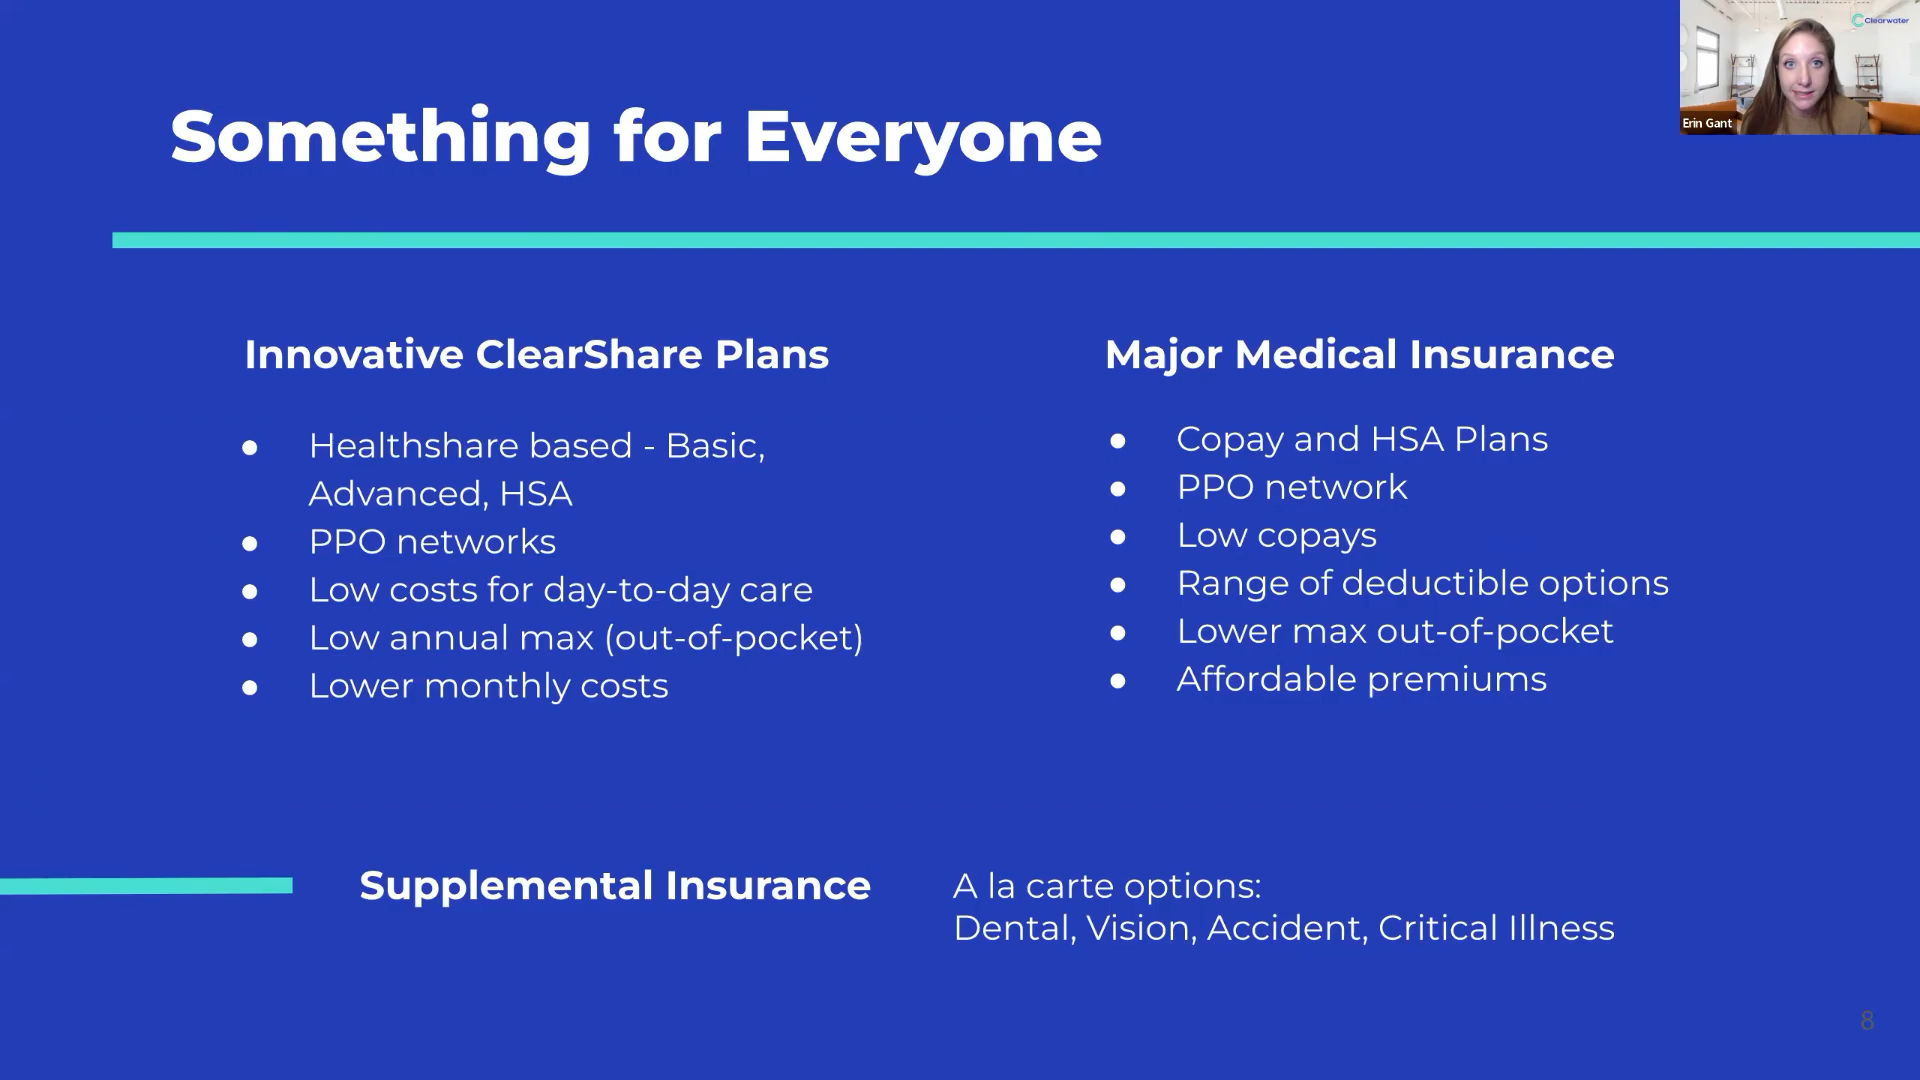 Clearwater
Erin Gant
Something for Everyone
Innovative ClearShare Plans
● Healthshare based - Basic,
Advanced, HSA
● PPO networks
● Low costs for day-to-day care
● Low annual max (out-of-pocket)
● Lower monthly costs
Major Medical Insurance
● Copay and HSA Plans
● PPO network
● Low copays
● Range of deductible options
● Lower max out-of-pocket
● Affordable premiums
Supplemental Insurance
A la carte options:
Dental, Vision, Accident, Critical Illness
8